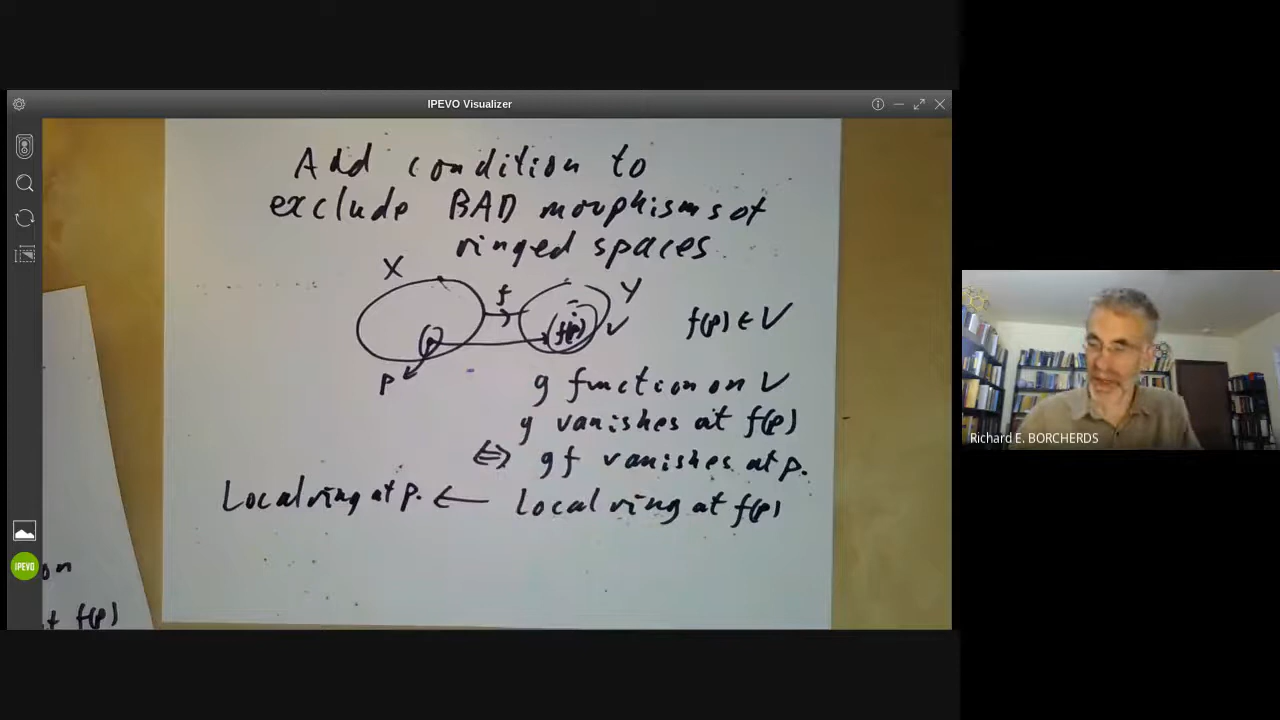 IPEVO Visualizer
Add condition to
exclude BAD morphisms of
ringed spaces
X
f
Y
f(p)
V
f(p) ∈ V
p
g function on V
g vanishes at f(p)
⇔ gf vanishes at p.
Local ring at p. ← Local ring at f(p)
on
f(p)
IPEVO
Richard E. BORCHERDS